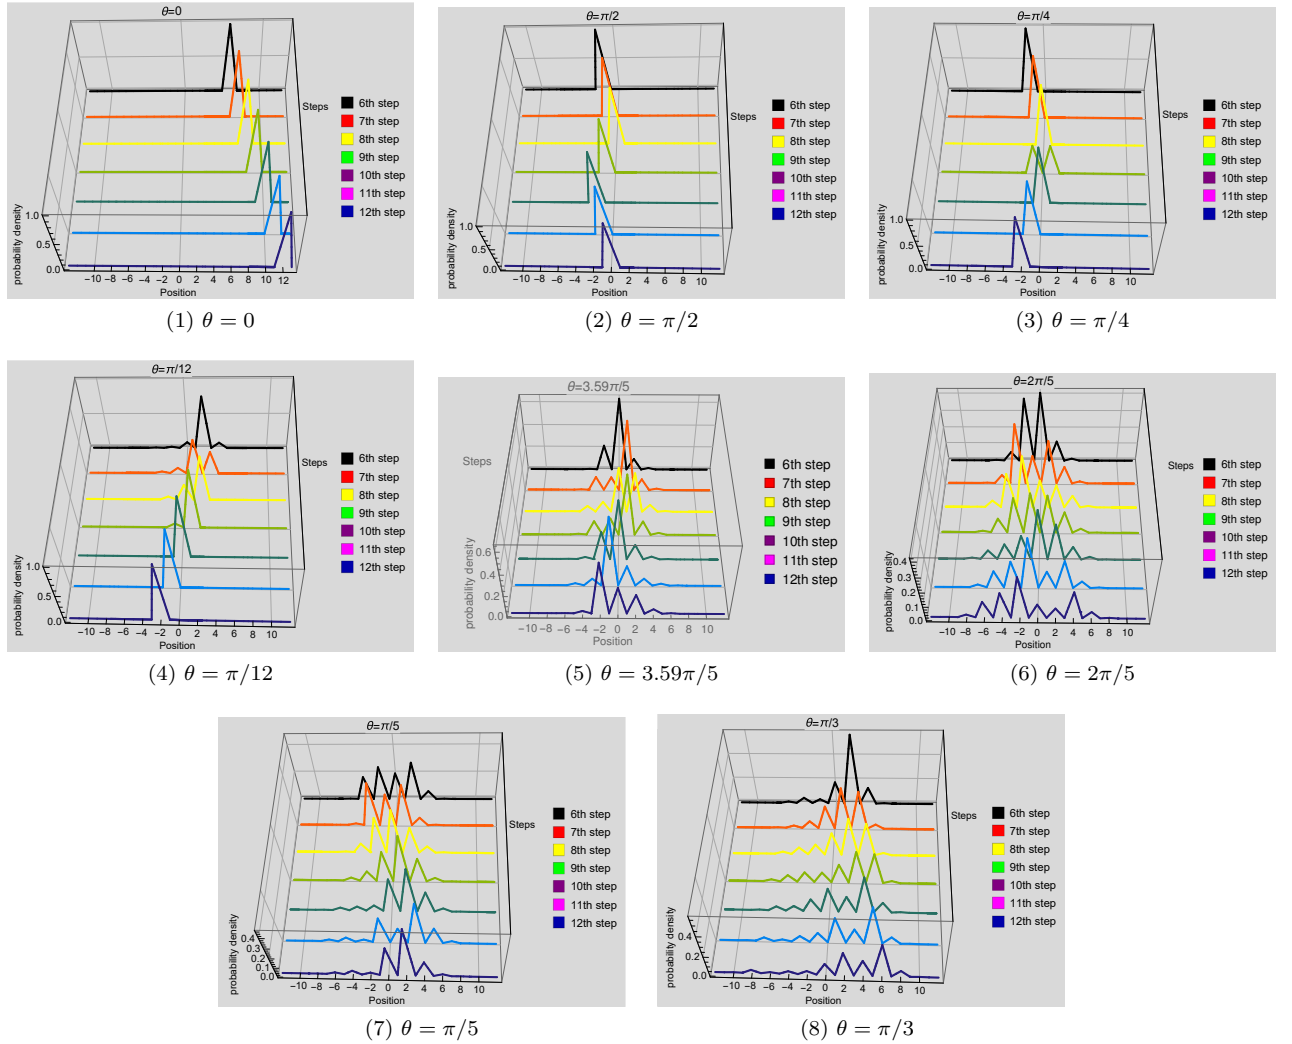 θ=0
Steps
6th step
7th step
8th step
9th step
10th step
11th step
12th step
probability density
1.0
0.5
0.0
−10 −8 −6 −4 −2 0 2 4 6 8 10 12
Position
(1) θ = 0
θ=π/2
Steps
6th step
7th step
8th step
9th step
10th step
11th step
12th step
probability density
1.0
0.5
0.0
−10 −8 −6 −4 −2 0 2 4 6 8 10
Position
(2) θ = π/2
θ=π/4
Steps
6th step
7th step
8th step
9th step
10th step
11th step
12th step
probability density
1.0
0.5
0.0
−10 −8 −6 −4 −2 0 2 4 6 8 10
Position
(3) θ = π/4
θ=π/12
Steps
6th step
7th step
8th step
9th step
10th step
11th step
12th step
probability density
1.0
0.5
0.0
−10 −8 −6 −4 −2 0 2 4 6 8 10
Position
(4) θ = π/12
θ=3.59π/5
Steps
6th step
7th step
8th step
9th step
10th step
11th step
12th step
probability density
0.6
0.4
0.2
0.0
−10 −8 −6 −4 −2 0 2 4 6 8 10
Position
(5) θ = 3.59π/5
θ=2π/5
Steps
6th step
7th step
8th step
9th step
10th step
11th step
12th step
probability density
0.4
0.3
0.2
0.1
0.0
−10 −8 −6 −4 −2 0 2 4 6 8 10
Position
(6) θ = 2π/5
θ=π/5
Steps
6th step
7th step
8th step
9th step
10th step
11th step
12th step
probability density
0.4
0.3
0.2
0.1
0.0
−10 −8 −6 −4 −2 0 2 4 6 8 10
Position
(7) θ = π/5
θ=π/3
Steps
6th step
7th step
8th step
9th step
10th step
11th step
12th step
probability density
0.4
0.2
0.0
−10 −8 −6 −4 −2 0 2 4 6 8 10
Position
(8) θ = π/3